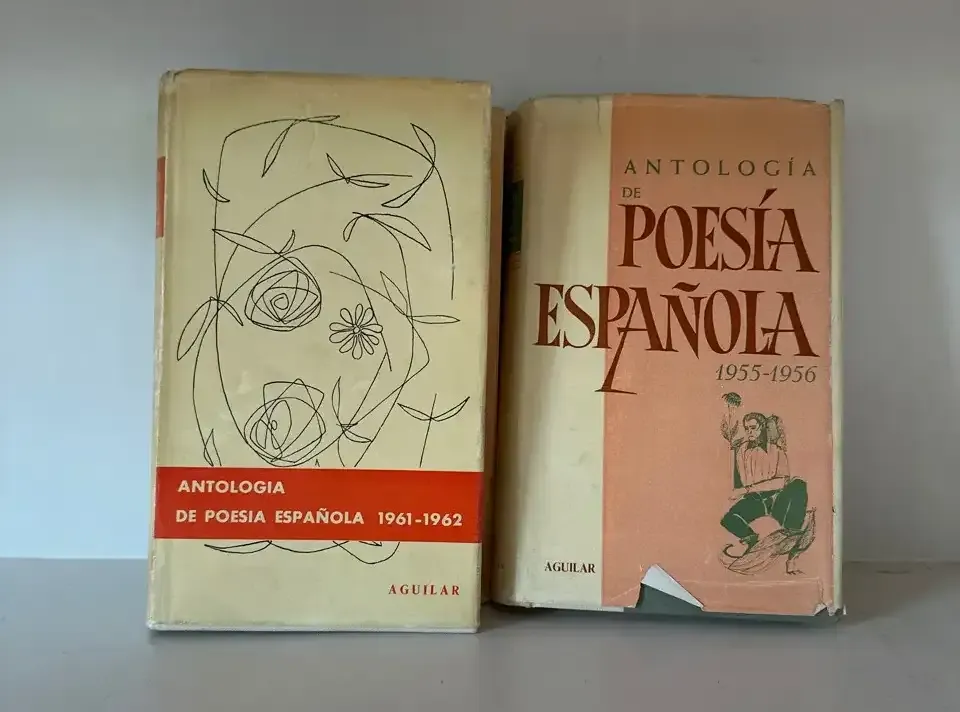 ANTOLOGIA
DE POESIA ESPAÑOLA 1961-1962
AGUILAR
ANTOLOGÍA
DE
POESÍA
ESPAÑOLA
1955-1956
AGUILAR